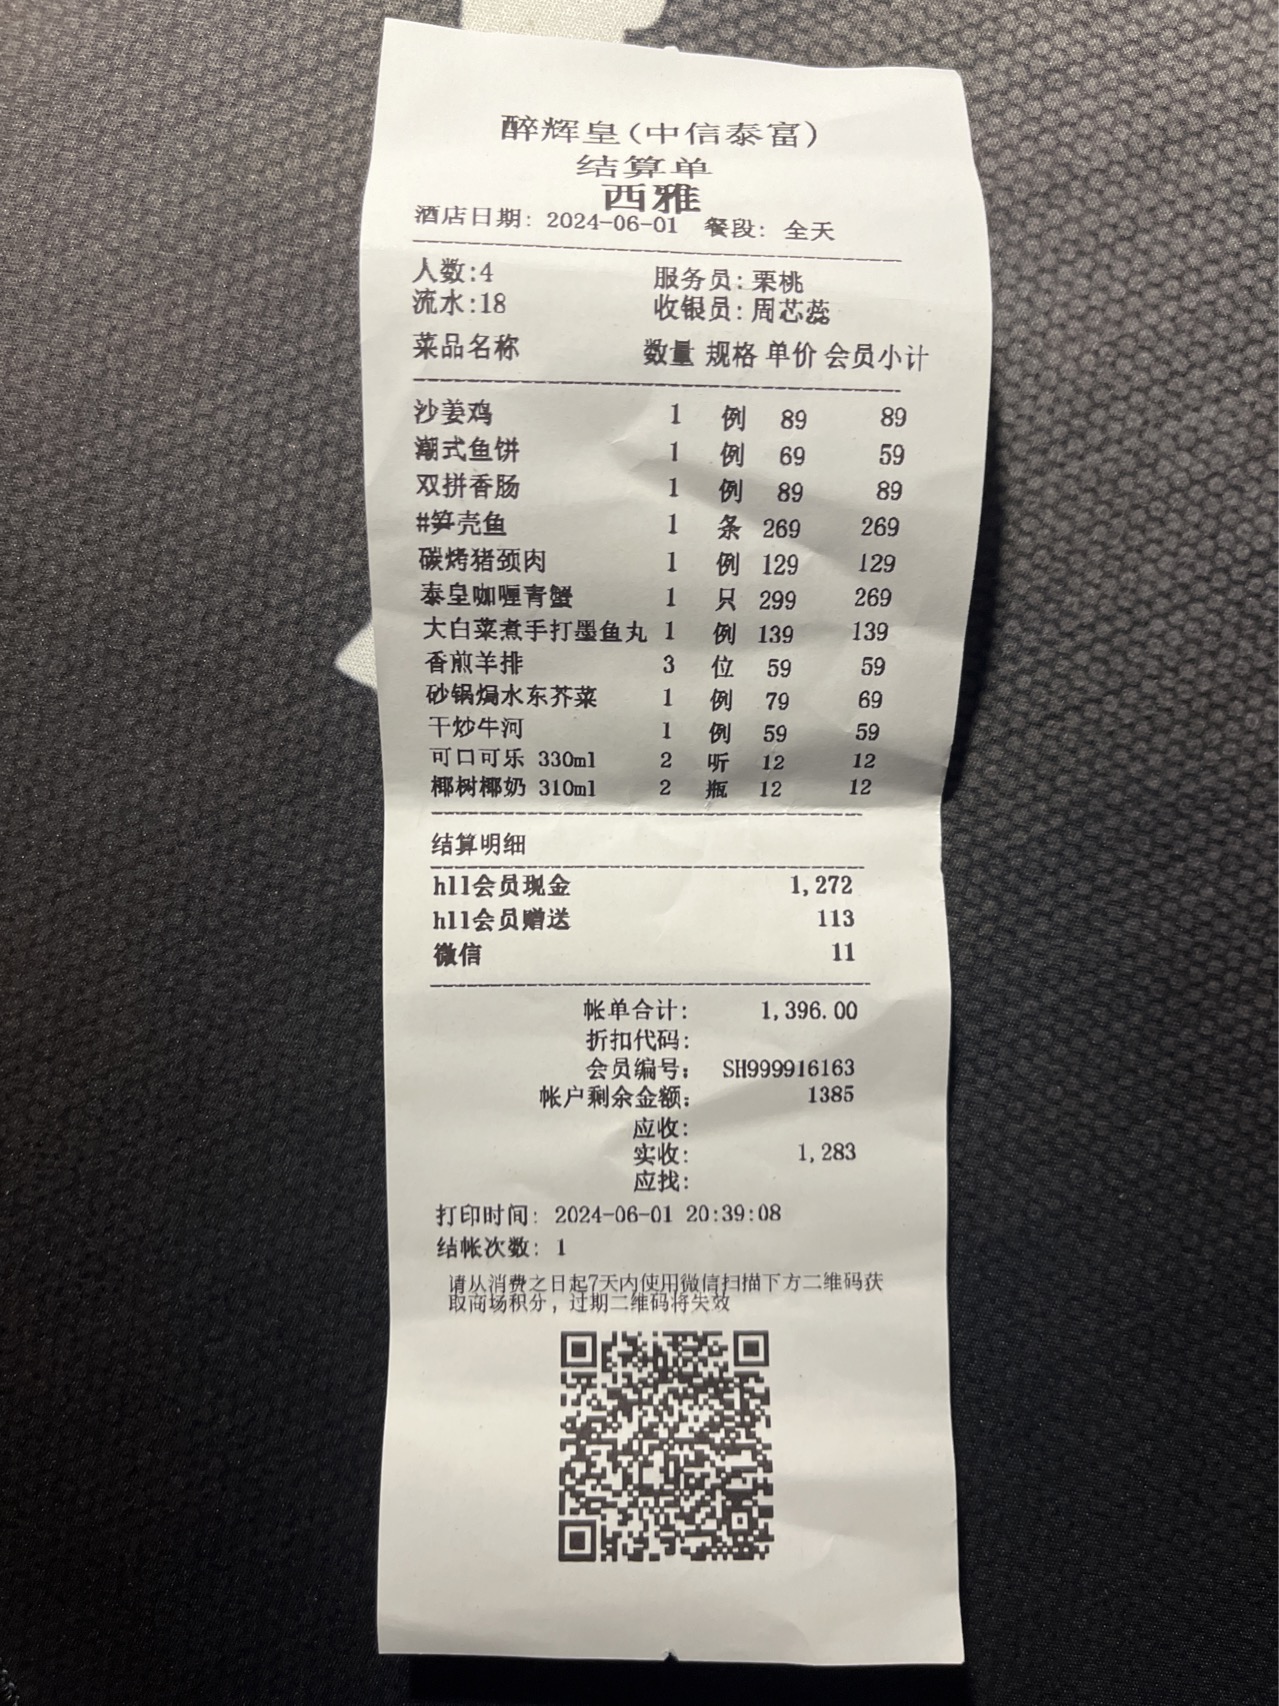 醉辉皇(中信泰富)
结算单
西雅
酒店日期: 2024-06-01 餐段: 全天
人数:4 服务员:栗桃
流水:18 收银员:周芯蕊
菜品名称 数量 规格 单价 会员小计
沙姜鸡 1 例 89 89
潮式鱼饼 1 例 69 59
双拼香肠 1 例 89 89
#笋壳鱼 1 条 269 269
碳烤猪颈肉 1 例 129 129
泰皇咖喱青蟹 1 只 299 269
大白菜煮手打墨鱼丸 1 例 139 139
香煎羊排 3 位 59 59
砂锅焗水东芥菜 1 例 79 69
干炒牛河 1 例 59 59
可口可乐 330ml 2 听 12 12
椰树椰奶 310ml 2 瓶 12 12
结算明细
hll会员现金 1,272
hll会员赠送 113
微信 11
帐单合计: 1,396.00
折扣代码:
会员编号: SH999916163
帐户剩余金额: 1385
应收:
实收: 1,283
应找:
打印时间: 2024-06-01 20:39:08
结帐次数: 1
请从消费之日起7天内使用微信扫描下方二维码获
取商场积分,过期二维码将失效